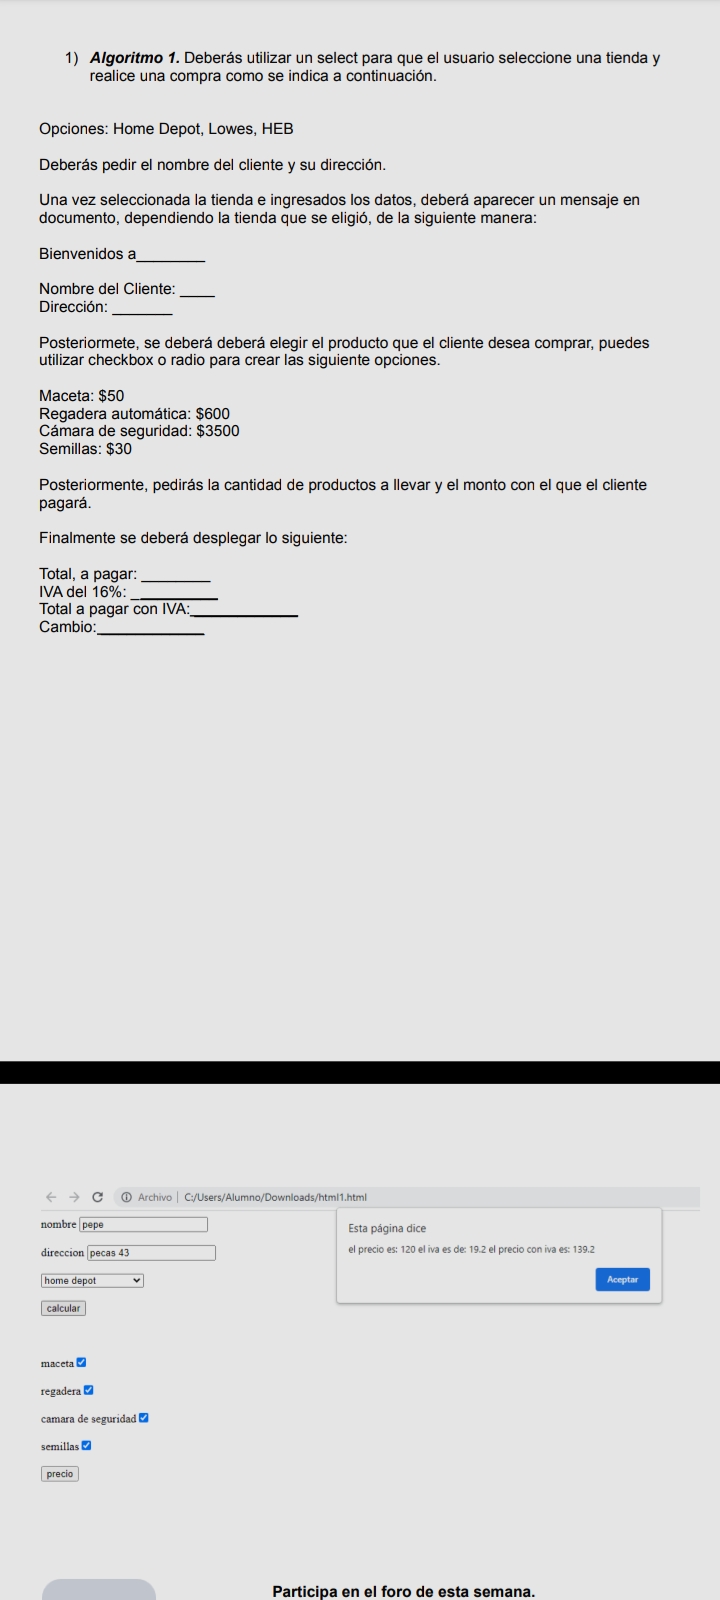 1) Algoritmo 1. Deberás utilizar un select para que el usuario seleccione una tienda y
realice una compra como se indica a continuación.
Opciones: Home Depot, Lowes, HEB
Deberás pedir el nombre del cliente y su dirección.
Una vez seleccionada la tienda e ingresados los datos, deberá aparecer un mensaje en
documento, dependiendo la tienda que se eligió, de la siguiente manera:
Bienvenidos a________
Nombre del Cliente: ____
Dirección: _______
Posteriormete, se deberá deberá elegir el producto que el cliente desea comprar, puedes
utilizar checkbox o radio para crear las siguiente opciones.
Maceta: $50
Regadera automática: $600
Cámara de seguridad: $3500
Semillas: $30
Posteriormente, pedirás la cantidad de productos a llevar y el monto con el que el cliente
pagará.
Finalmente se deberá desplegar lo siguiente:
Total, a pagar: ________
IVA del 16%: __________
Total a pagar con IVA:____________
Cambio:____________
Archivo | C:/Users/Alumno/Downloads/html1.html
nombre pepe
Esta página dice
direccion pecas 43
el precio es: 120 el iva es de: 19.2 el precio con iva es: 139.2
home depot
Aceptar
calcular
maceta
regadera
camara de seguridad
semillas
precio
Participa en el foro de esta semana.